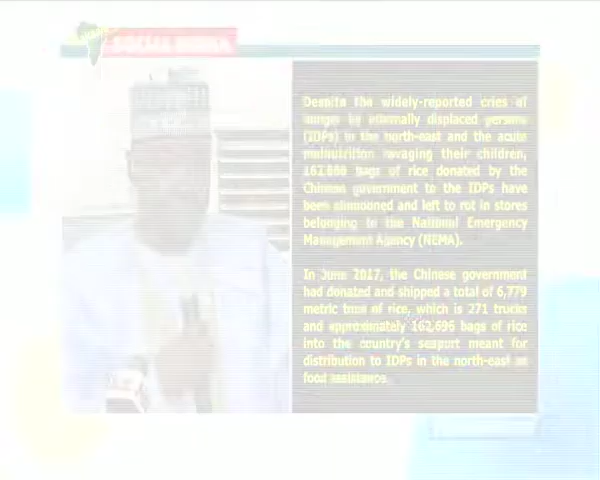 SOCIAL MEDIA
Despite the widely-reported cries of
hunger by internally displaced persons
(IDPs) in the north-east and the acute
malnutrition ravaging their children,
of rice donated by the
Chinese government to the IDPs have
been abandoned and left to rot in stores
belonging to the National Emergency
Management Agency (NEMA).
In June 2017, the Chinese government
had donated and shipped a total of 6,779
metric tons of rice, which is 271 trucks
and approximately 162,696 bags of rice
into the country's seaport meant for
distribution to IDPs in the north-east as
food assistance.